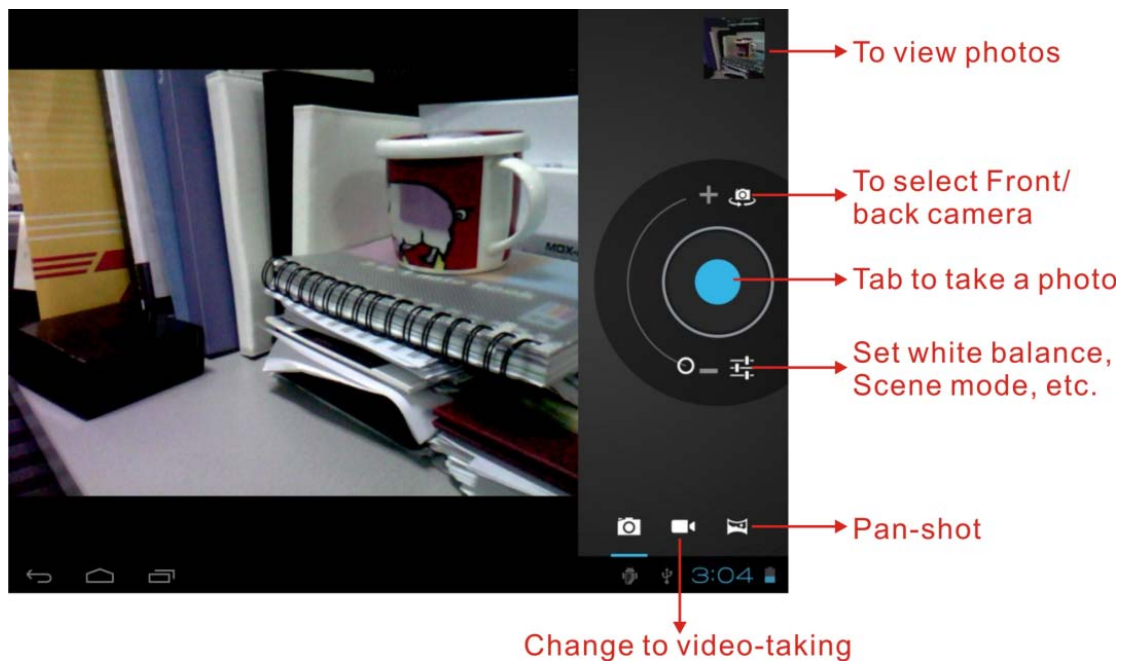 To view photos
To select Front/
back camera
Tab to take a photo
Set white balance,
Scene mode, etc.
Pan-shot
3:04
Change to video-taking